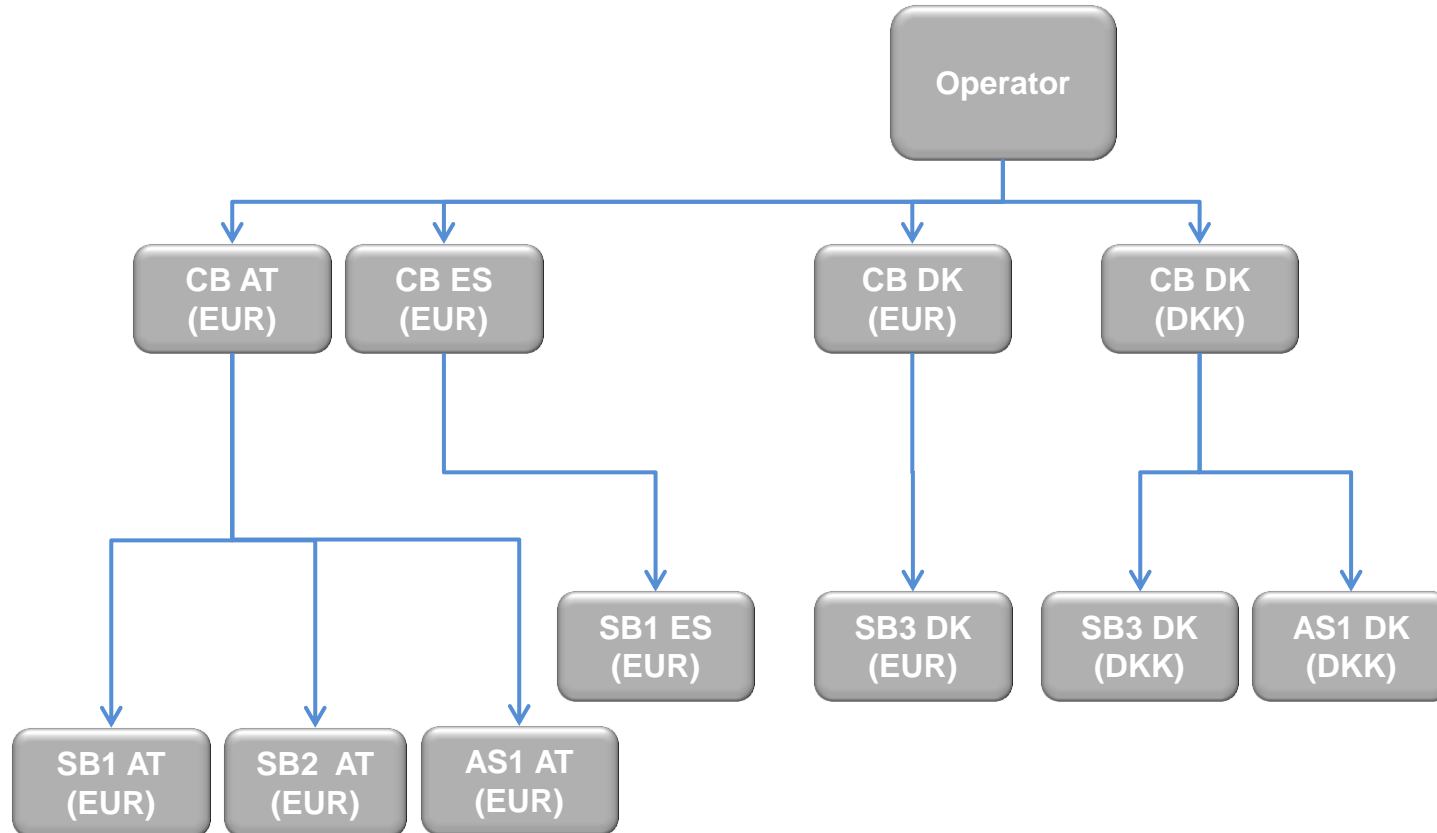 Operator
CB AT
(EUR)
CB ES
(EUR)
CB DK
(EUR)
CB DK
(DKK)
SB1 ES
(EUR)
SB3 DK
(EUR)
SB3 DK
(DKK)
AS1 DK
(DKK)
SB1 AT
(EUR)
SB2 AT
(EUR)
AS1 AT
(EUR)